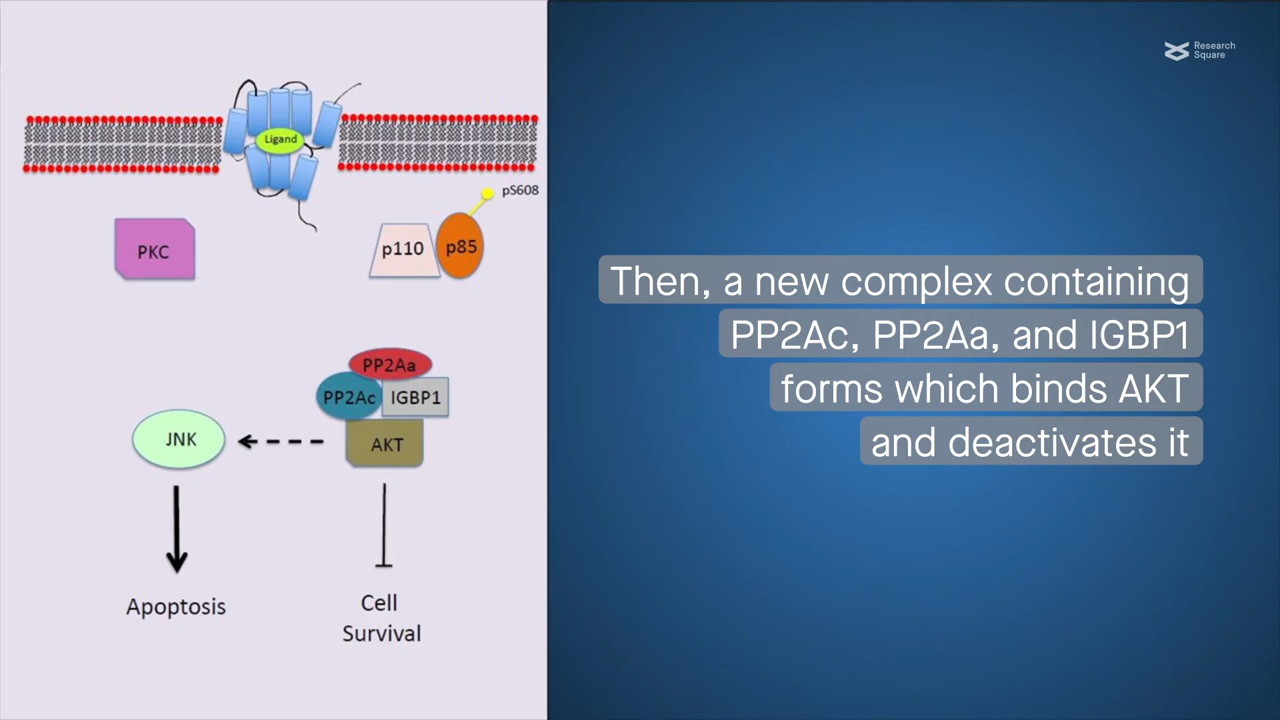 Research
Square
Ligand
pS608
PKC
p110
p85
Then, a new complex containing
PP2Ac, PP2Aa, and IGBP1
forms which binds AKT
and deactivates it
PP2Aa
PP2Ac
IGBP1
JNK
AKT
Apoptosis
Cell
Survival